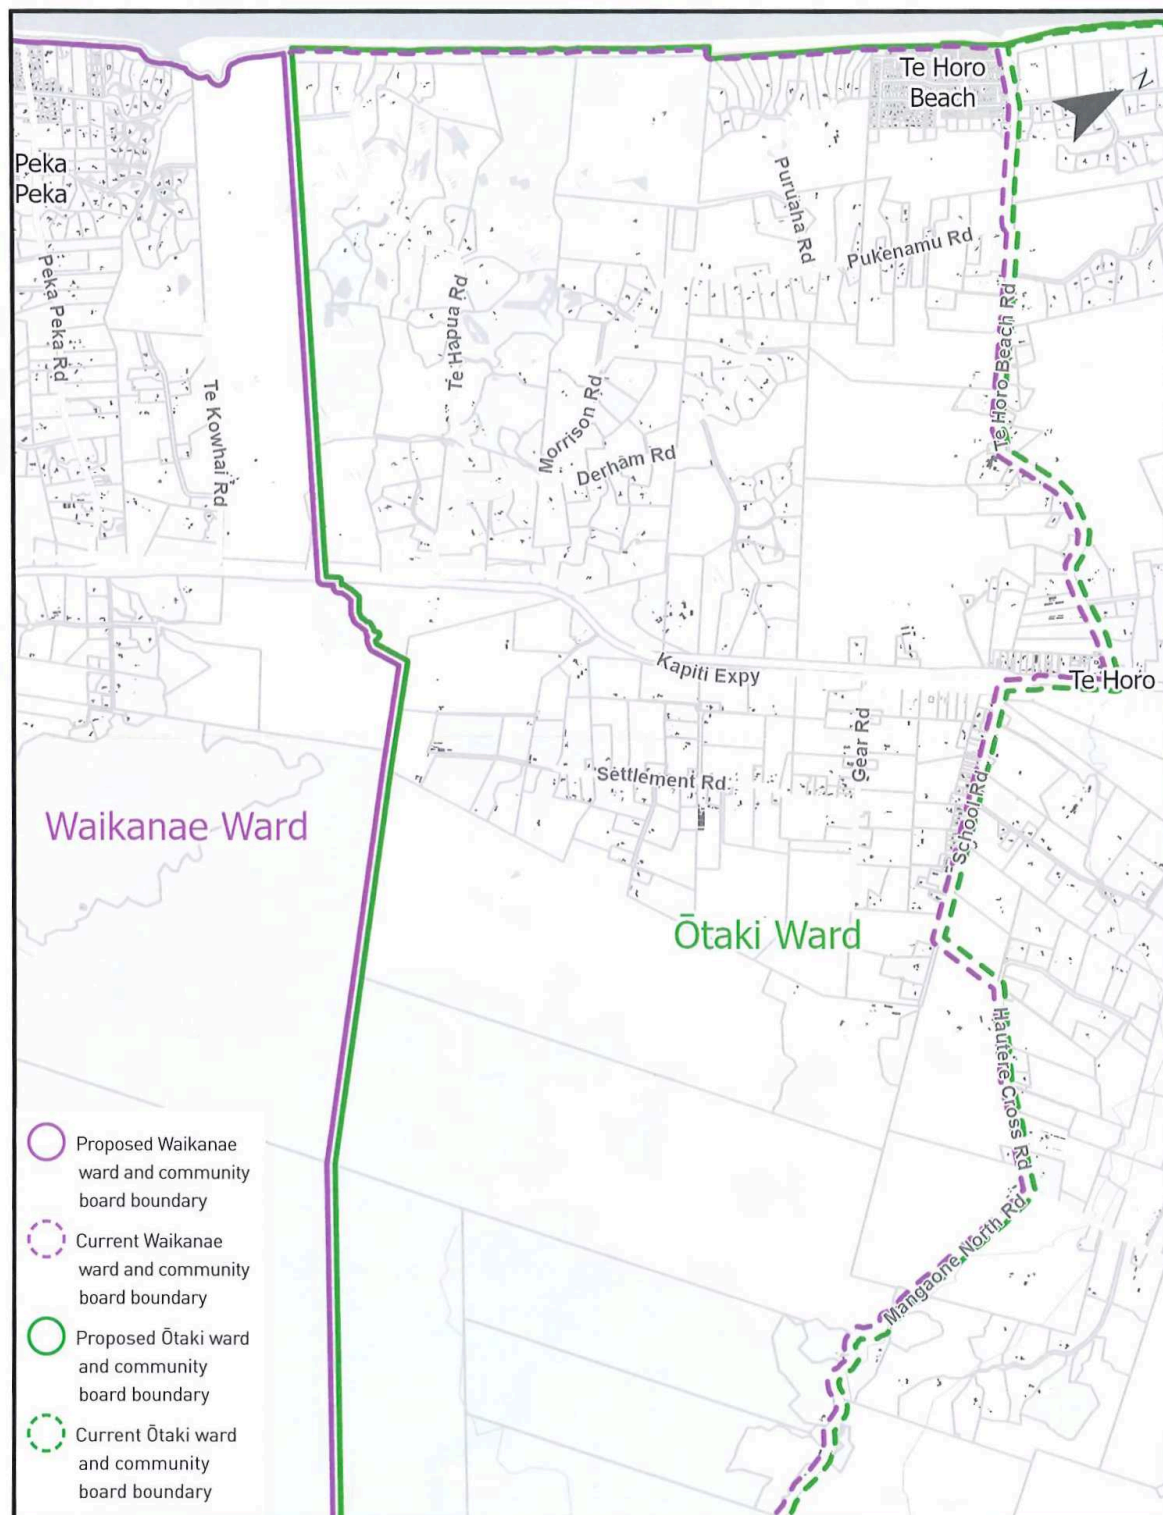 Te Horo
Beach
N
Peka
Peka
Puruaha Rd
Pukenamu Rd
Peka Peka Rd
Te Hapua Rd
Te Horo Beach Rd
Te Kowhai Rd
Morrison Rd
Derham Rd
Kapiti Expy
Te Horo
Gear Rd
Settlement Rd
School Rd
Waikanae Ward
Ōtaki Ward
Hautere Cross Rd
Mangaone North Rd
Proposed Waikanae
ward and community
board boundary
Current Waikanae
ward and community
board boundary
Proposed Ōtaki ward
and community
board boundary
Current Ōtaki ward
and community
board boundary